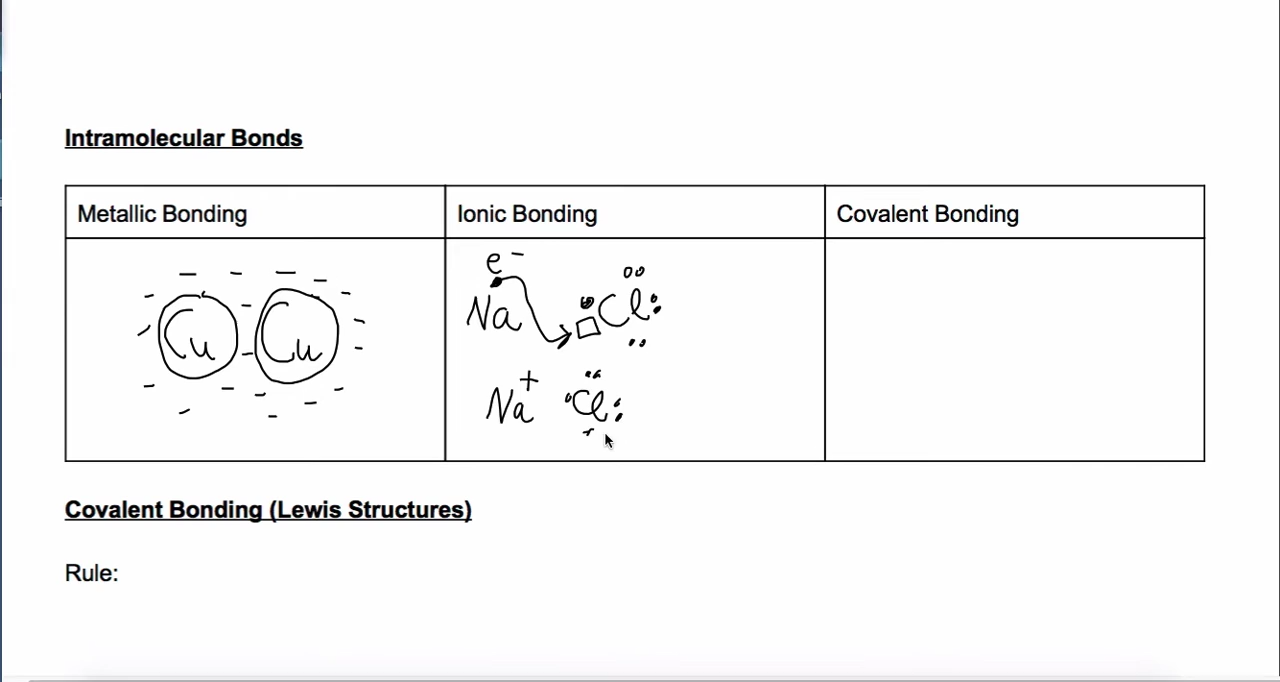 Intramolecular Bonds
Metallic Bonding
Ionic Bonding
Covalent Bonding
Cu Cu
e⁻
Na Cl
Na⁺ Cl
Covalent Bonding (Lewis Structures)
Rule: